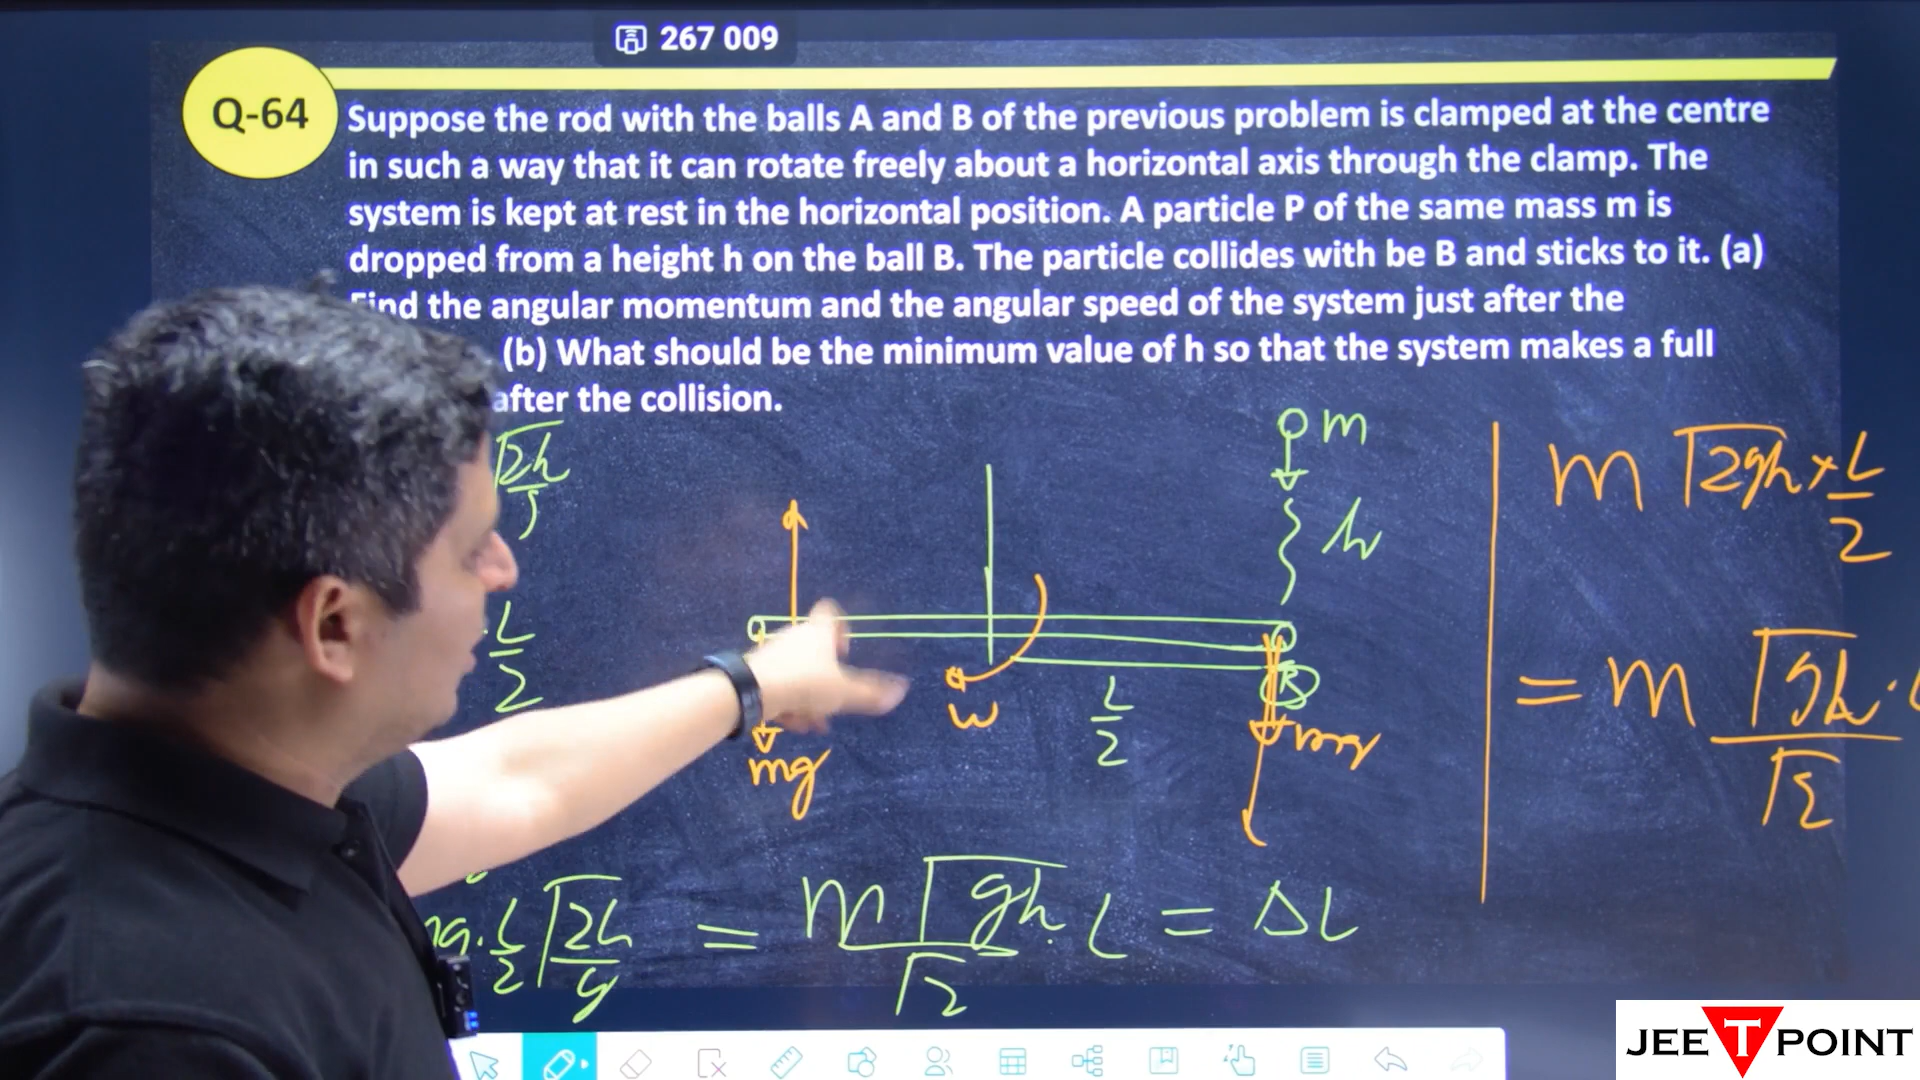 267 009
Q-64
Suppose the rod with the balls A and B of the previous problem is clamped at the centre
in such a way that it can rotate freely about a horizontal axis through the clamp. The
system is kept at rest in the horizontal position. A particle P of the same mass m is
dropped from a height h on the ball B. The particle collides with be B and sticks to it. (a)
Find the angular momentum and the angular speed of the system just after the
(b) What should be the minimum value of h so that the system makes a full
after the collision.
m
h
√2gh × L/2
m
= m √gh ·
√2
L/2
L/2
B
w
mg
mg
L/2 √2h/g = m√gh/√2 · L = ΔL
JEE T POINT